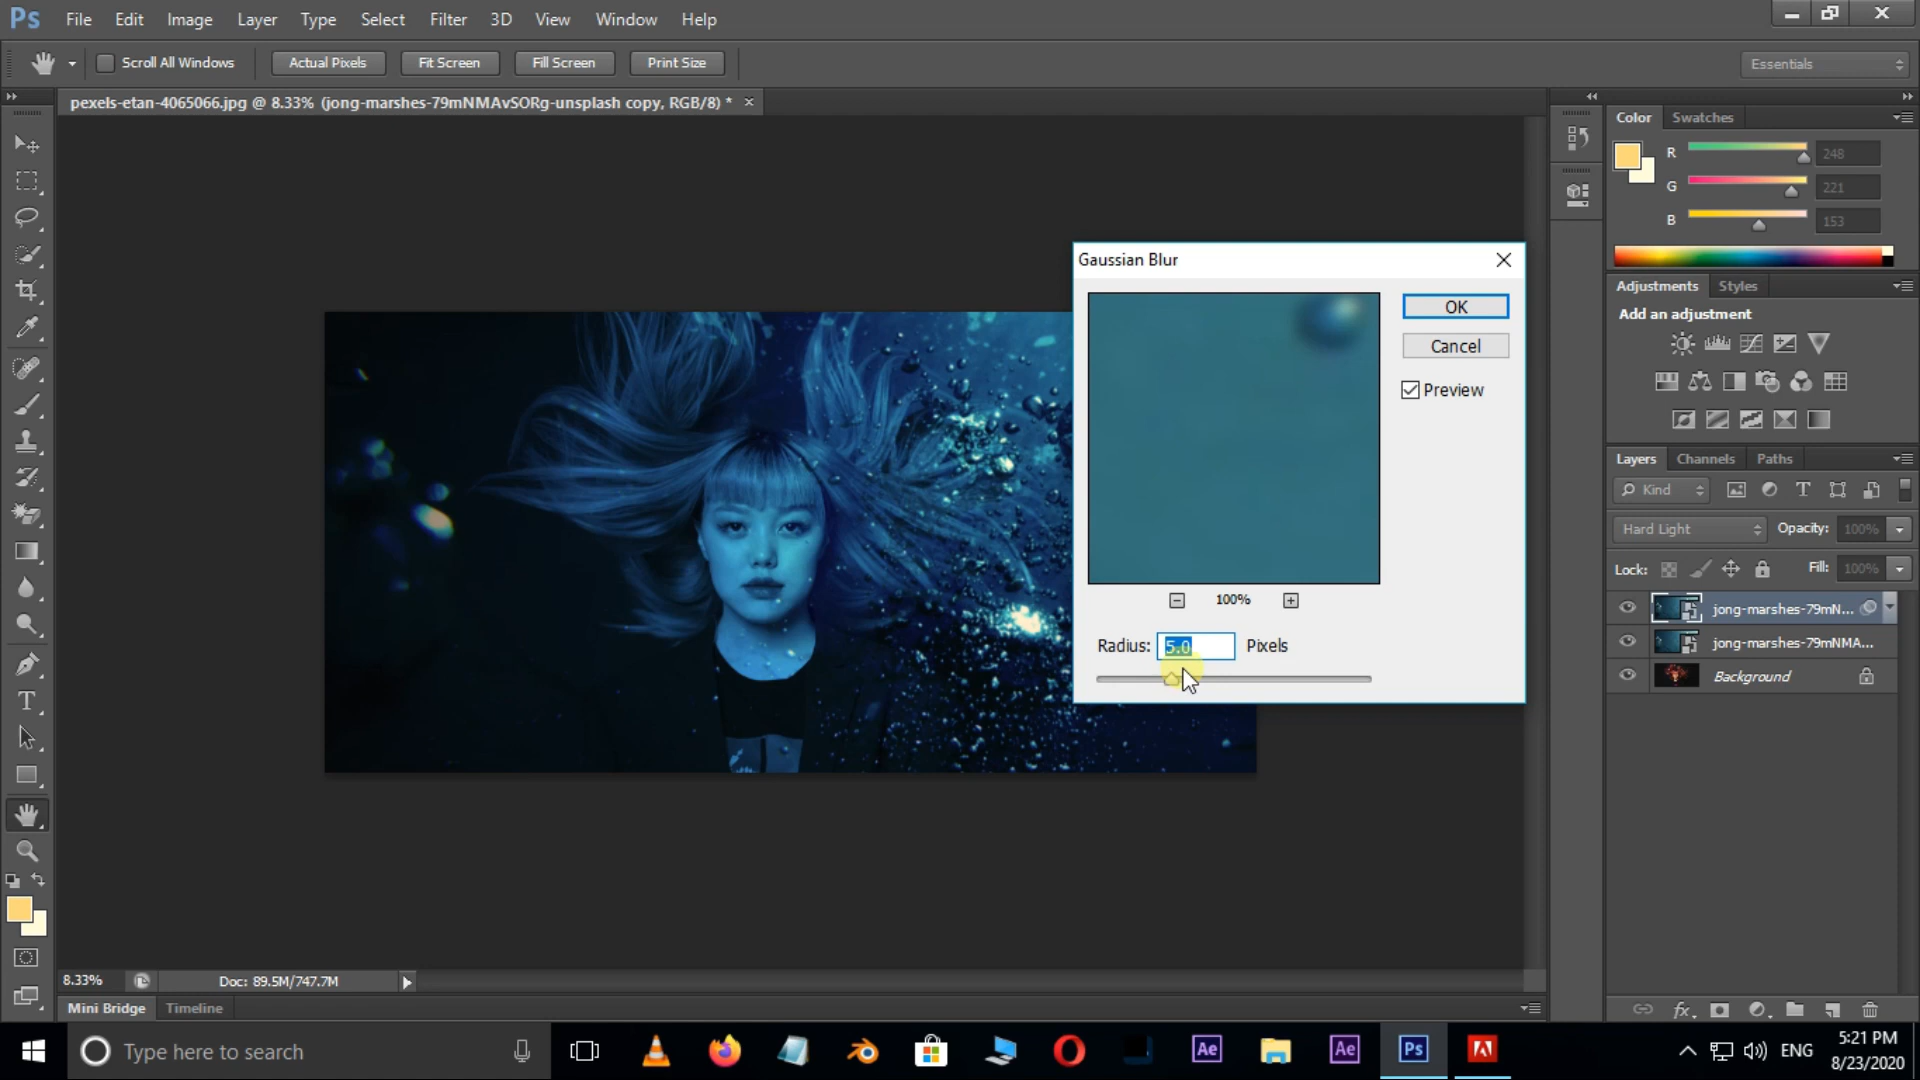 Ps File Edit Image Layer Type Select Filter 3D View Window Help
Scroll All Windows Actual Pixels Fit Screen Fill Screen Print Size Essentials
pexels-etan-4065066.jpg @ 8.33% (jong-marshes-79mNMAvSORg-unsplash copy, RGB/8) *
Color Swatches
R 248
G 221
B 153
Gaussian Blur
OK
Cancel
Preview
100%
Radius: 5.0 Pixels
Adjustments Styles
Add an adjustment
Layers Channels Paths
Kind
Hard Light Opacity: 100%
Lock: Fill: 100%
jong-marshes-79mN...
jong-marshes-79mNMA...
Background
8.33% Doc: 89.5M/747.7M
Mini Bridge Timeline
Type here to search
Ae
Ae
Ps
ENG
5:21 PM
8/23/2020